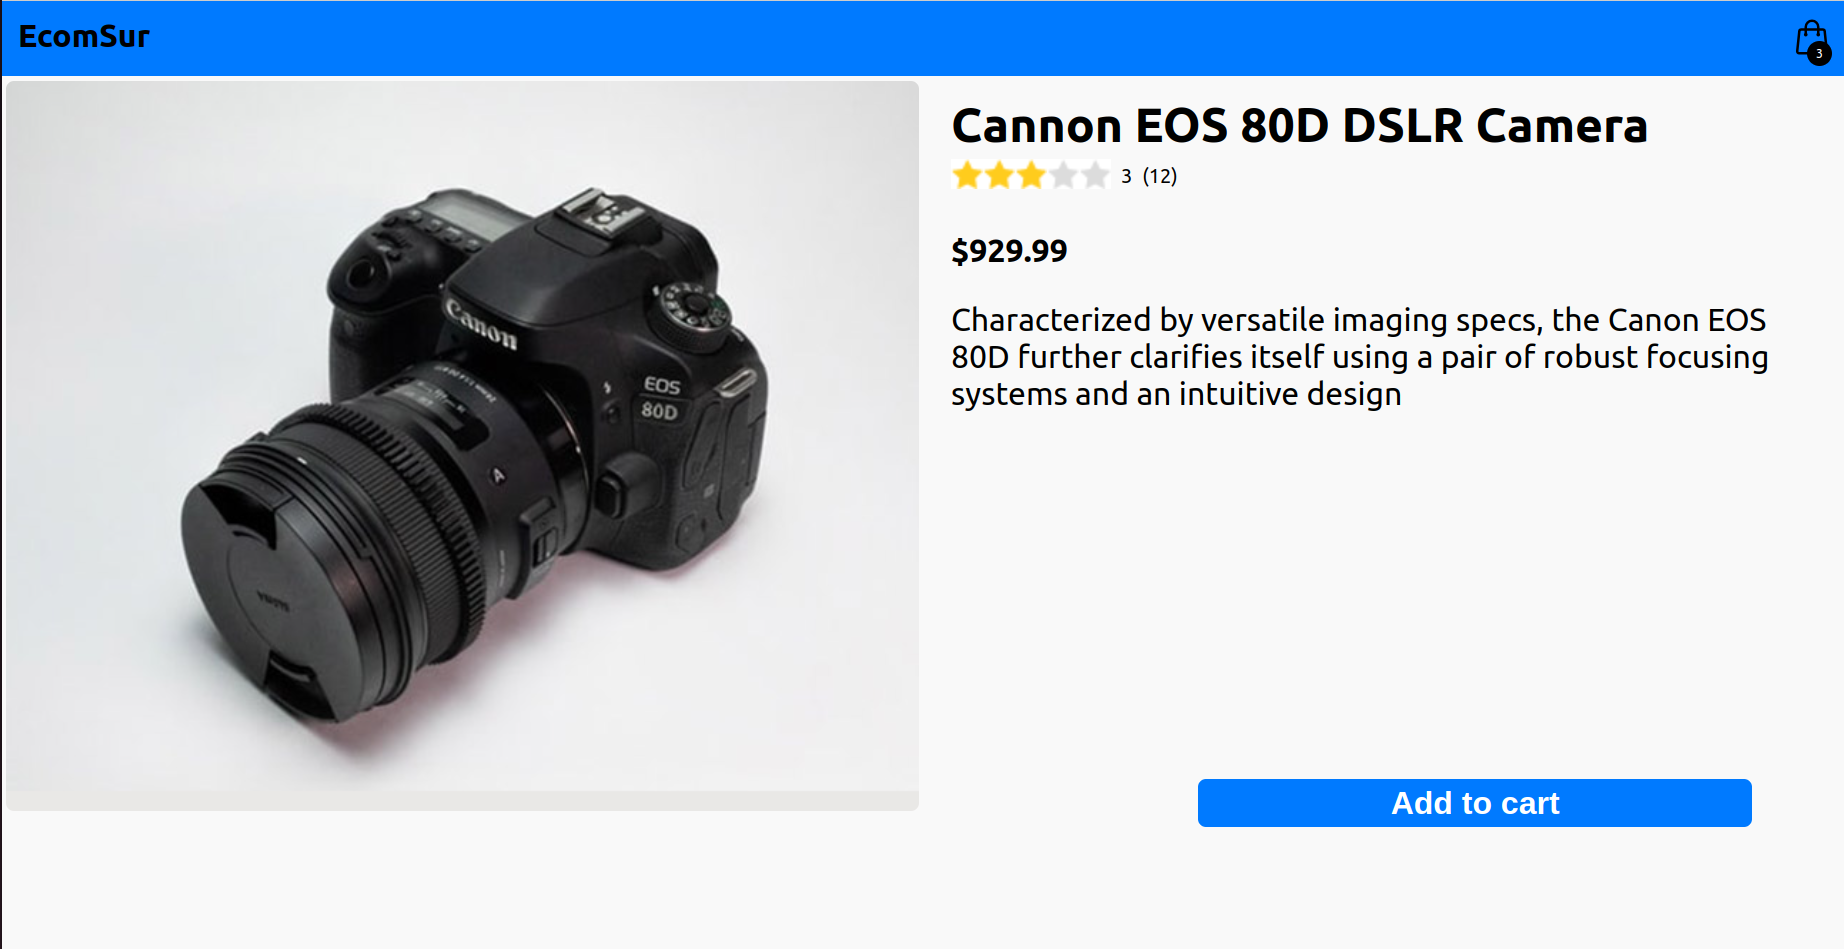 EcomSur
3
Cannon EOS 80D DSLR Camera
3 (12)
$929.99
Characterized by versatile imaging specs, the Canon EOS
80D further clarifies itself using a pair of robust focusing
systems and an intuitive design
Add to cart
Canon
EOS
80D
A